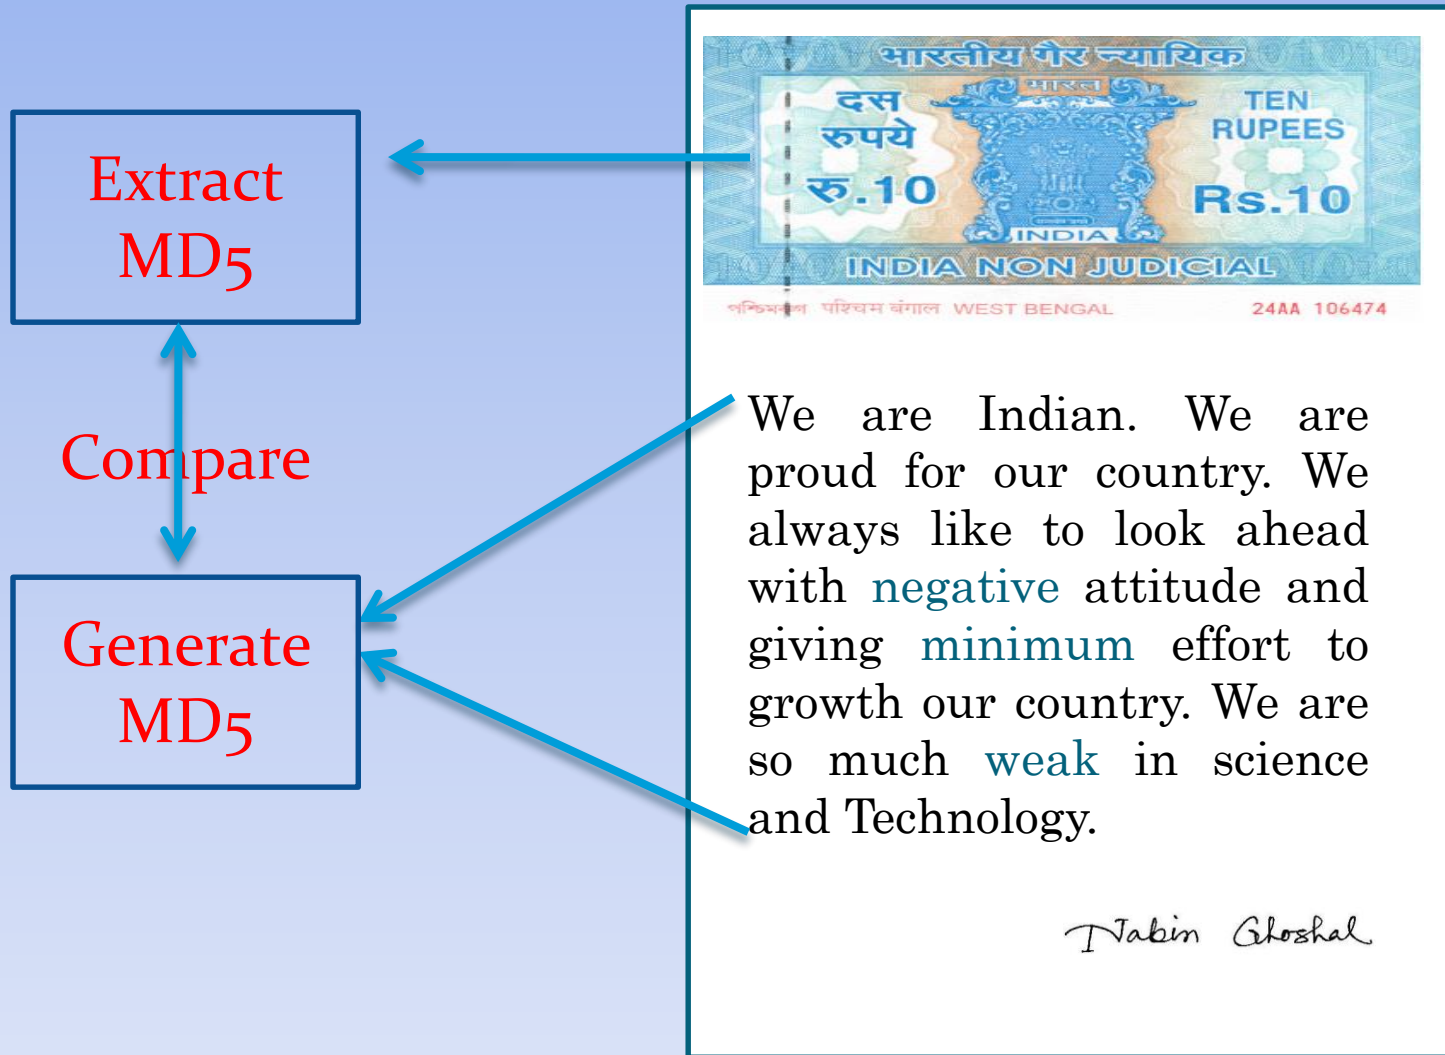 Extract
MD5
Compare
Generate
MD5
भारतीय गैर न्यायिक
भारत
दस
रुपये
रु.10
TEN
RUPEES
Rs.10
INDIA
INDIA NON JUDICIAL
पश्चिम बंगाल WEST BENGAL 24AA 106474
We are Indian. We are
proud for our country. We
always like to look ahead
with negative attitude and
giving minimum effort to
growth our country. We are
so much weak in science
and Technology.
Nabin Ghoshal